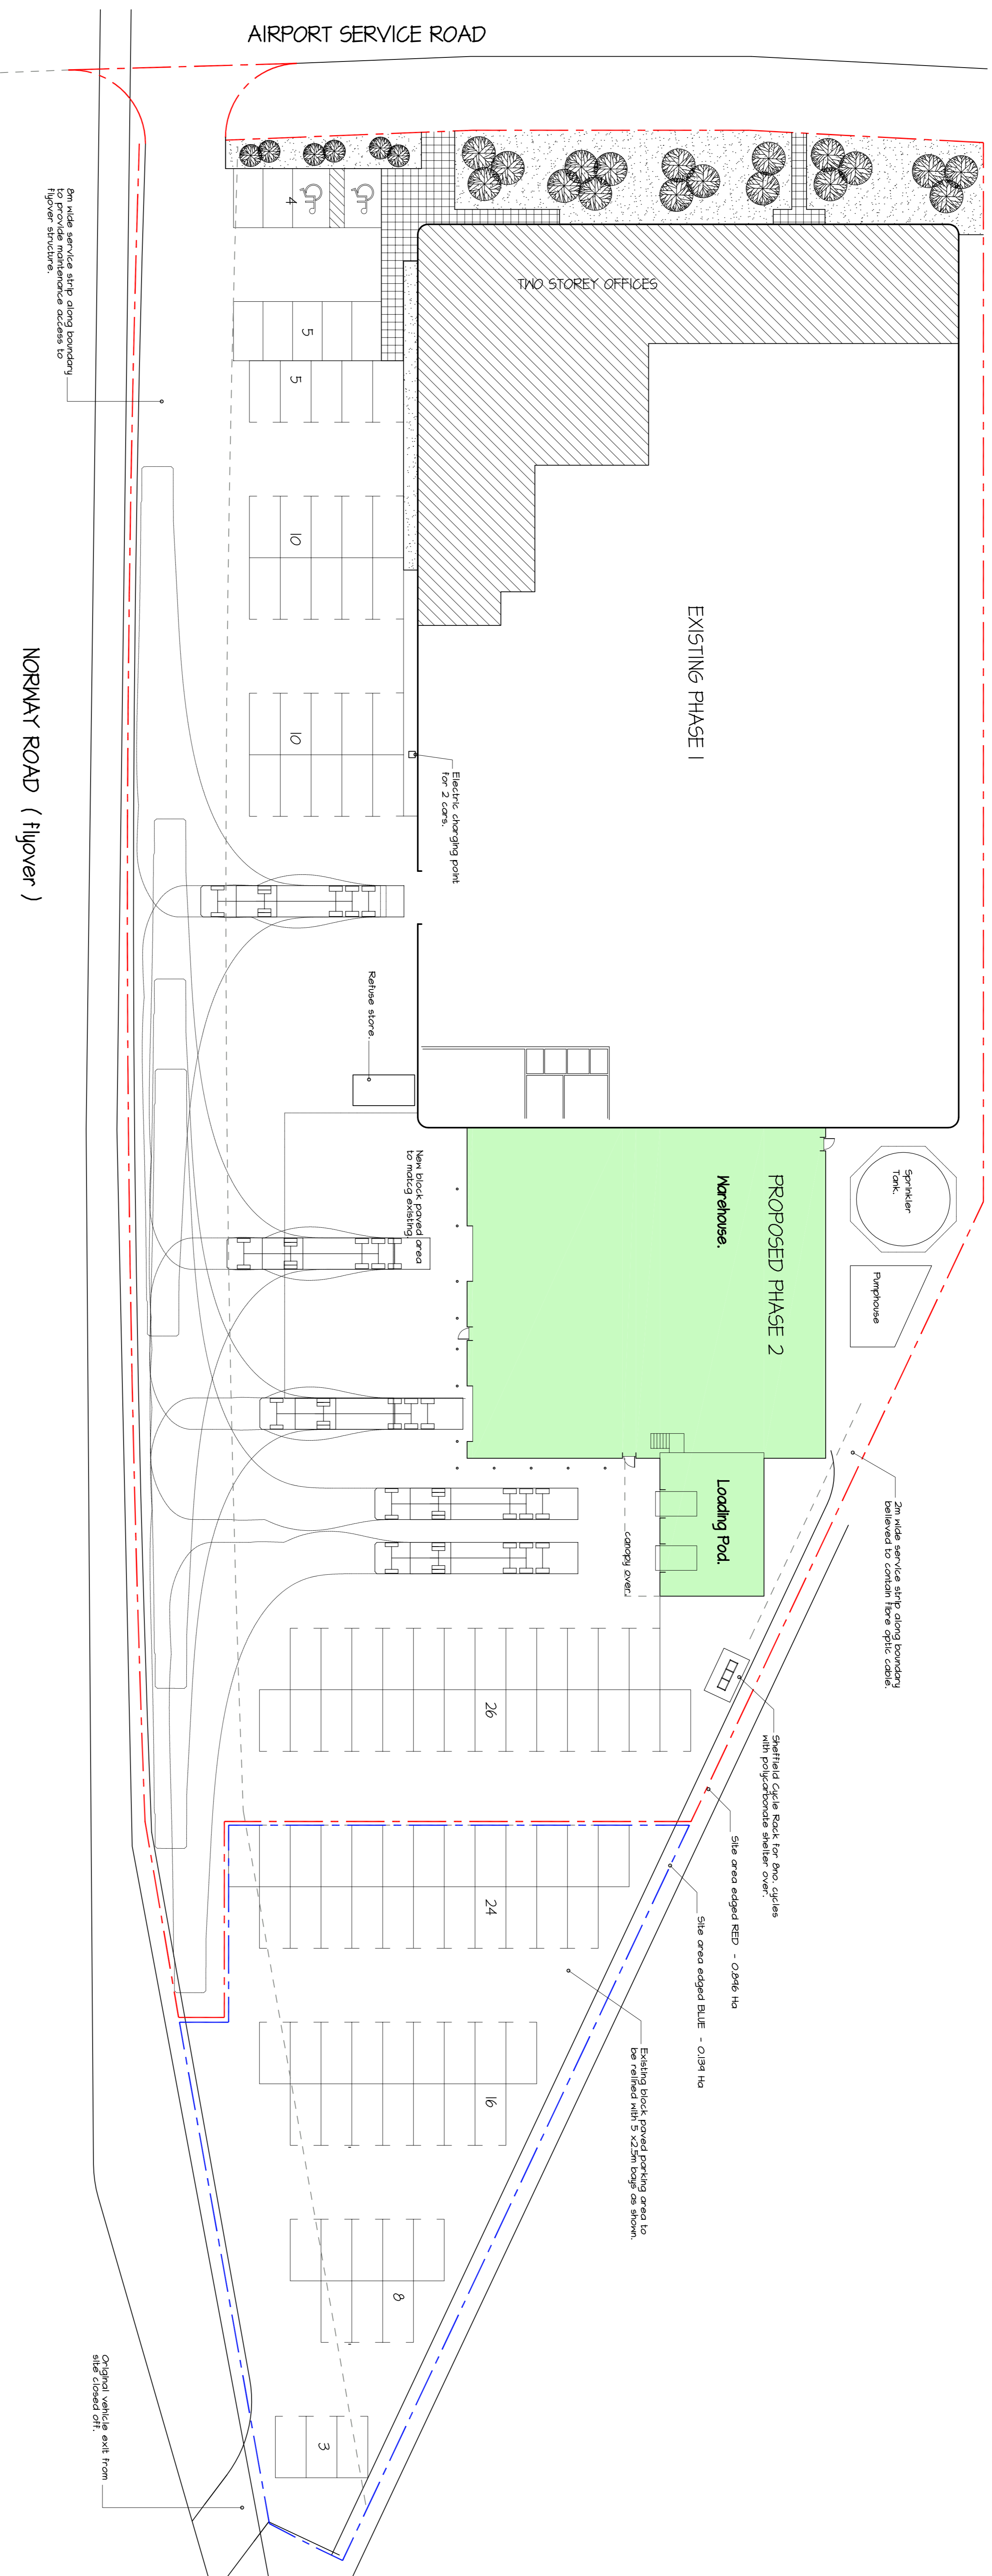 AIRPORT SERVICE ROAD
8m wide service strip along boundary
to provide maintenance access to
flyover structure.
4
5
5
TWO STOREY OFFICES
10
10
EXISTING PHASE 1
Electric charging point
for 2 cars.
NORWAY ROAD ( flyover )
Refuse store.
New block paved area
to matcg existing
PROPOSED PHASE 2
Warehouse.
Sprinkler
Tank.
Pumphouse
Loading Pod.
canopy over.
2m wide service strip along boundary
believed to contain fibre optic cable.
26
Sheffield Cycle Rack for 8no. cycles
with polycarbonate shelter over.
Site area edged RED - 0.896 Ha
Site area edged BLUE - 0.139 Ha
24
Existing block paved parking area to
be relined with 5 x2.5m bays as shown.
16
8
3
Original vehicle exit from
site closed off.